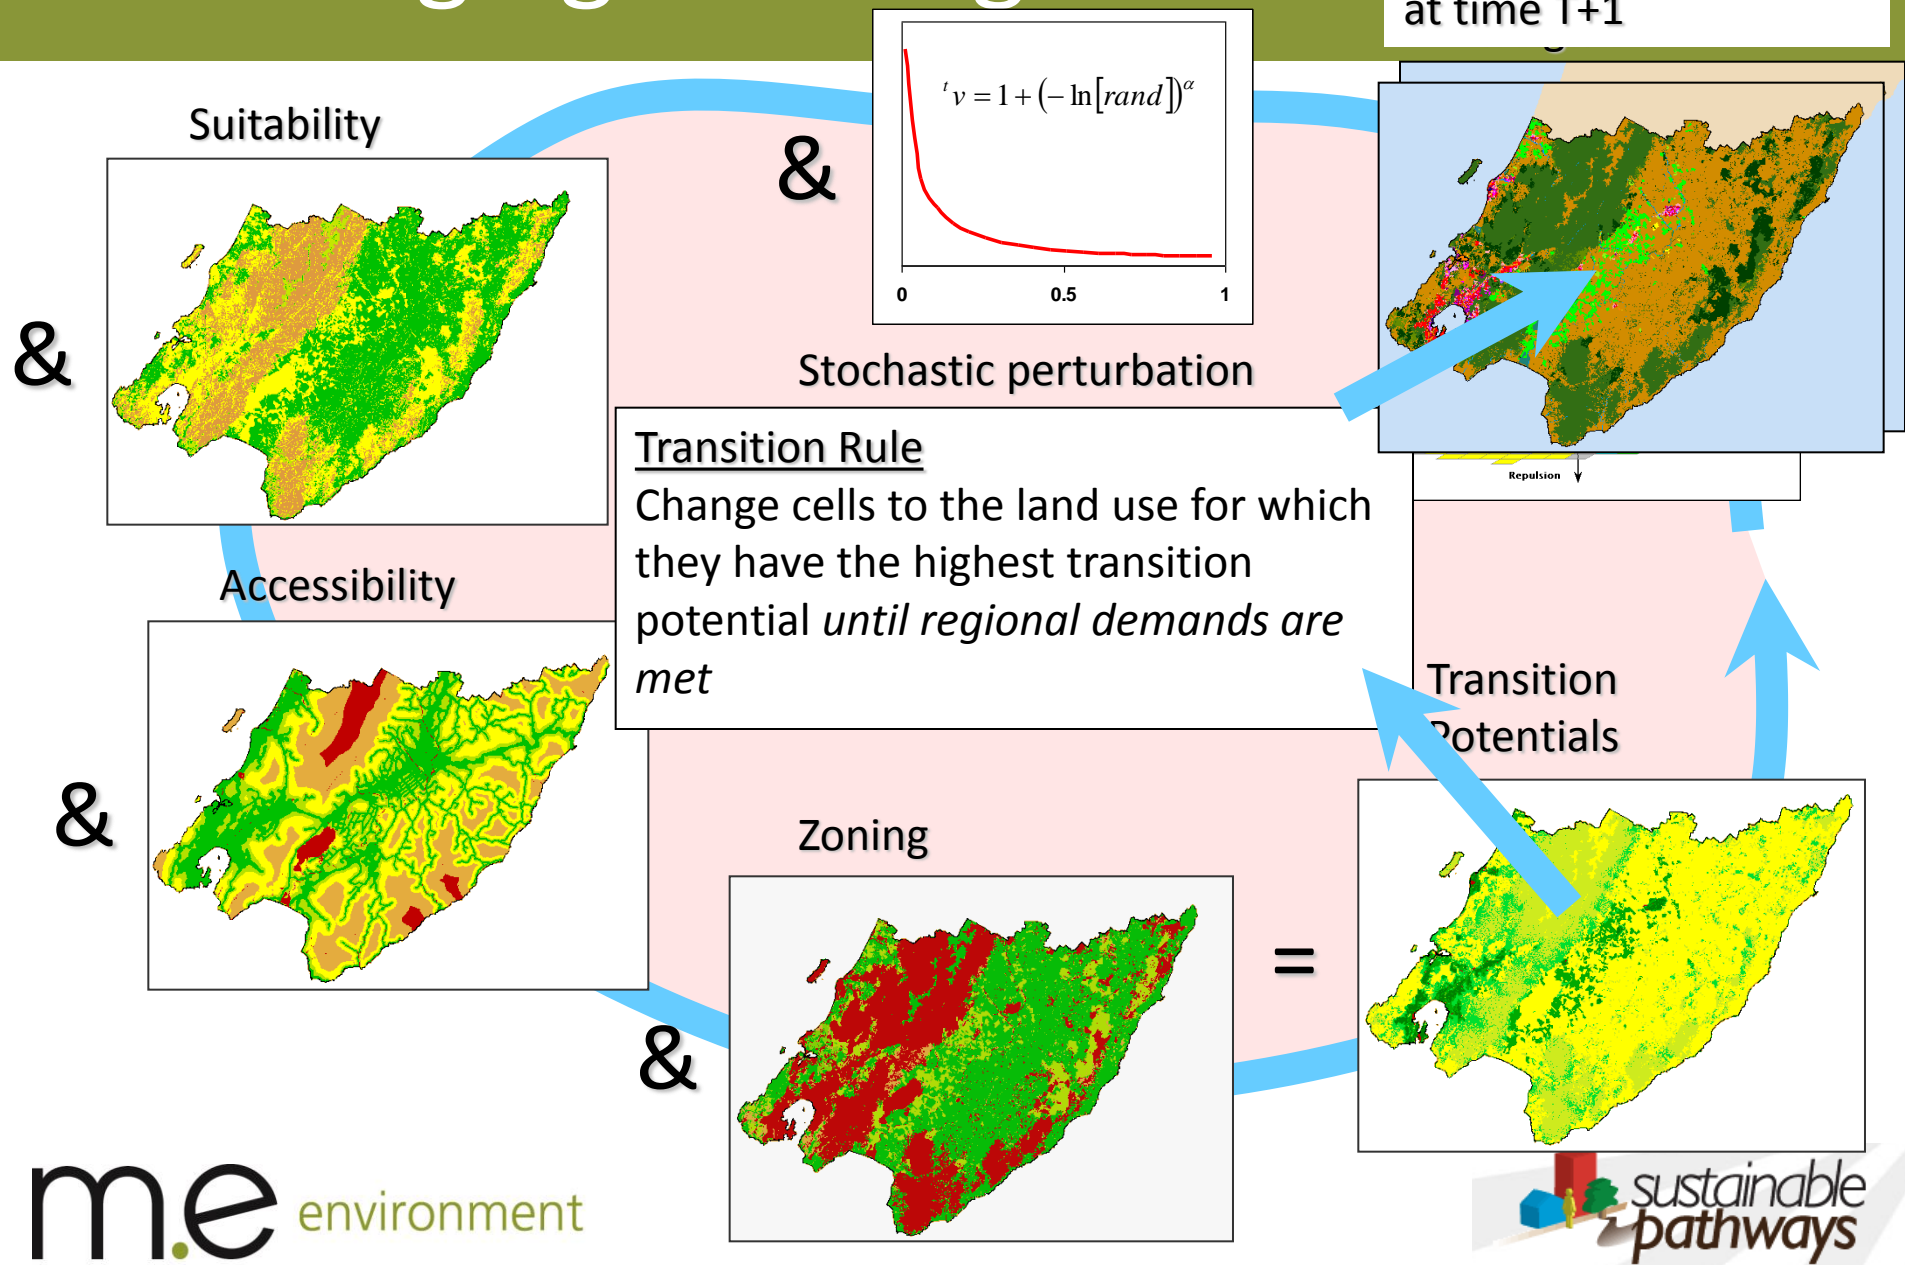 at time T+1
ᵗv = 1 + (− ln[rand])^α
0 0.5 1
Suitability
&
&
Stochastic perturbation
Repulsion
Transition Rule
Change cells to the land use for which
they have the highest transition
potential until regional demands are
met
Accessibility
&
Transition
Potentials
Zoning
&
=
m.e environment
sustainable
pathways